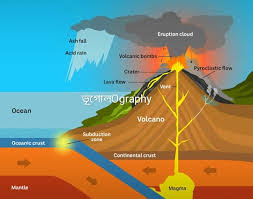 Ash fall
Eruption cloud
Acid rain
Volcanic bombs
Crater
Pyroclastic flow
Lava flow
Vent
ভূগোলOgraphy
Ocean
Volcano
Subduction
zone
Oceanic crust
Continental crust
Mantle
Magma